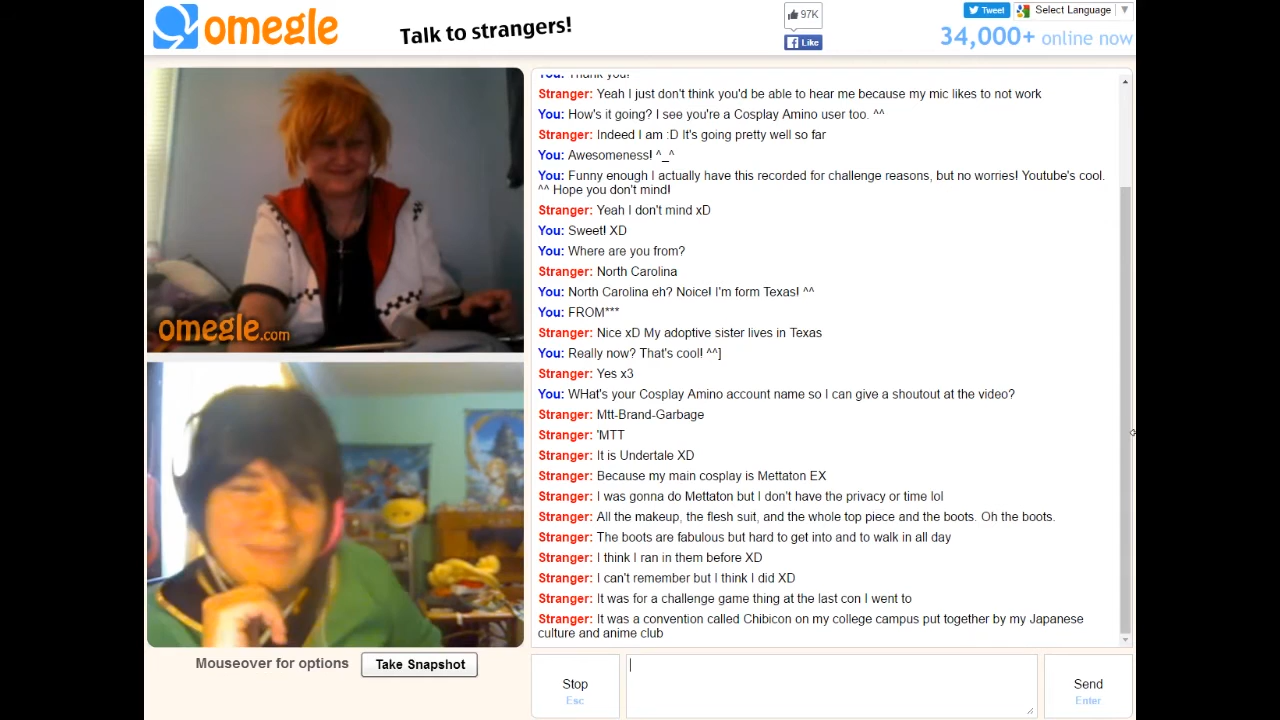 omegle
Talk to strangers!
97K
Like
Tweet
Select Language
34,000+ online now
You: Thank you!
Stranger: Yeah I just don't think you'd be able to hear me because my mic likes to not work
You: How's it going? I see you're a Cosplay Amino user too. ^^
Stranger: Indeed I am :D It's going pretty well so far
You: Awesomeness! ^_^
You: Funny enough I actually have this recorded for challenge reasons, but no worries! Youtube's cool.
^^ Hope you don't mind!
Stranger: Yeah I don't mind xD
You: Sweet! XD
You: Where are you from?
Stranger: North Carolina
You: North Carolina eh? Noice! I'm form Texas! ^^
You: FROM***
Stranger: Nice xD My adoptive sister lives in Texas
You: Really now? That's cool! ^^]
Stranger: Yes x3
You: WHat's your Cosplay Amino account name so I can give a shoutout at the video?
Stranger: Mtt-Brand-Garbage
Stranger: 'MTT
Stranger: It is Undertale XD
Stranger: Because my main cosplay is Mettaton EX
Stranger: I was gonna do Mettaton but I don't have the privacy or time lol
Stranger: All the makeup, the flesh suit, and the whole top piece and the boots. Oh the boots.
Stranger: The boots are fabulous but hard to get into and to walk in all day
Stranger: I think I ran in them before XD
Stranger: I can't remember but I think I did XD
Stranger: It was for a challenge game thing at the last con I went to
Stranger: It was a convention called Chibicon on my college campus put together by my Japanese
culture and anime club
omegle.com
Mouseover for options
Take Snapshot
Stop
Esc
Send
Enter